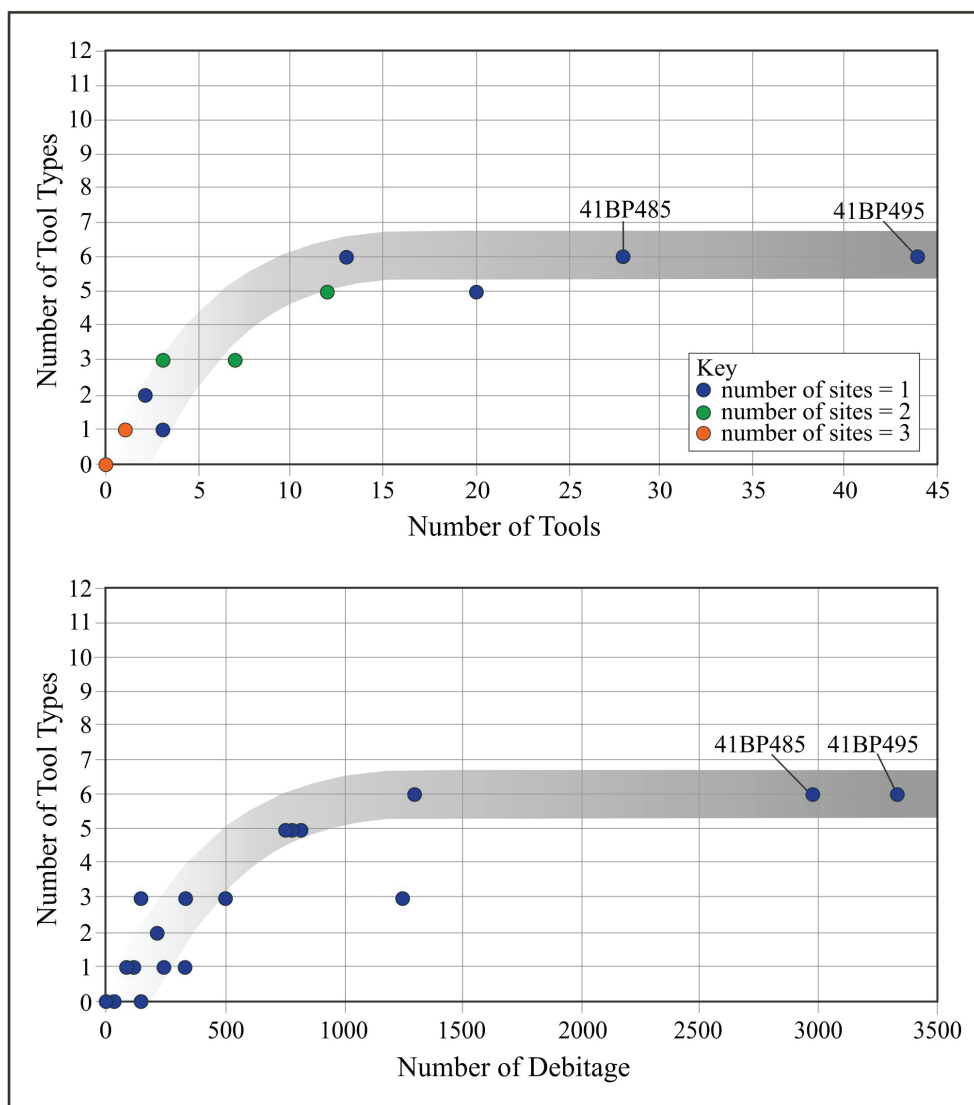 12
11
10
9
8
7
6
5
4
3
2
1
0
Number of Tool Types
41BP485
41BP495
Key
number of sites = 1
number of sites = 2
number of sites = 3
0 5 10 15 20 25 30 35 40 45
Number of Tools
12
11
10
9
8
7
6
5
4
3
2
1
0
Number of Tool Types
41BP485 41BP495
0 500 1000 1500 2000 2500 3000 3500
Number of Debitage